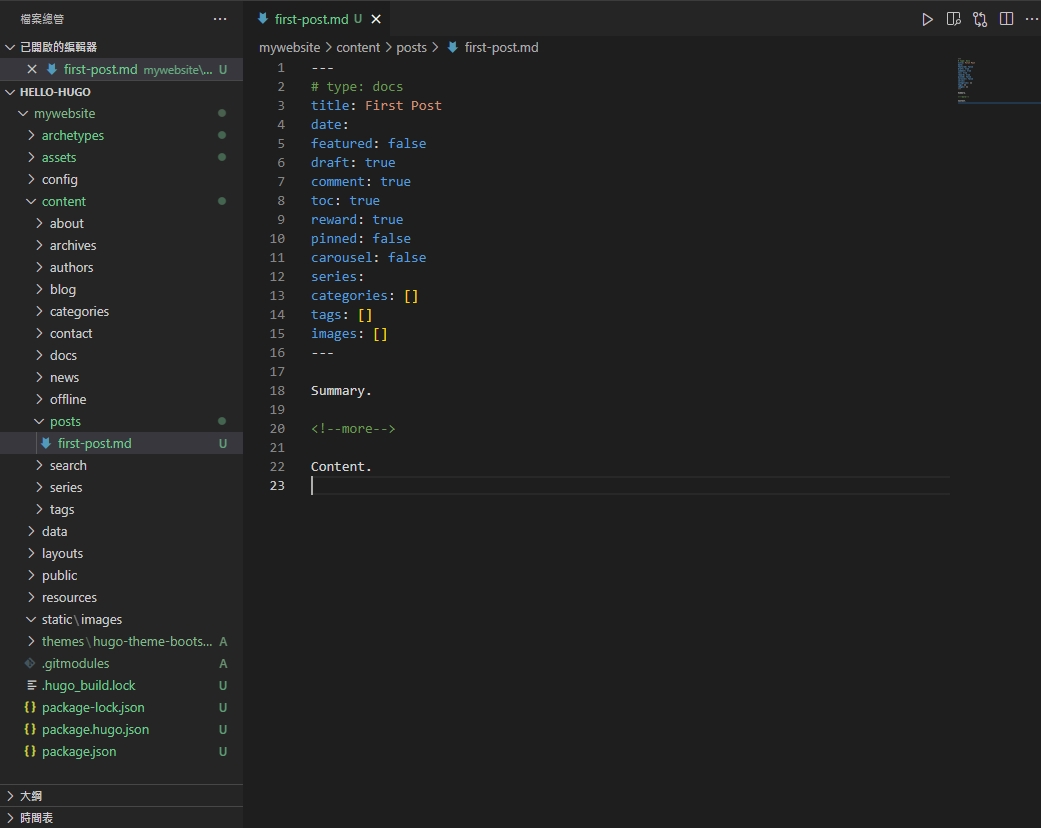 檔案總管
已開啟的編輯器
first-post.md mywebsite\... U
HELLO-HUGO
mywebsite
archetypes
assets
config
content
about
archives
authors
blog
categories
contact
docs
news
offline
posts
first-post.md U
search
series
tags
data
layouts
public
resources
static\images
themes\hugo-theme-boots... A
.gitmodules A
.hugo_build.lock U
{} package-lock.json U
{} package.hugo.json U
{} package.json U
大綱
時間表
first-post.md U
mywebsite > content > posts > first-post.md
1 ---
2 # type: docs
3 title: First Post
4 date:
5 featured: false
6 draft: true
7 comment: true
8 toc: true
9 reward: true
10 pinned: false
11 carousel: false
12 series:
13 categories: []
14 tags: []
15 images: []
16 ---
17
18 Summary.
19
20 <!--more-->
21
22 Content.
23